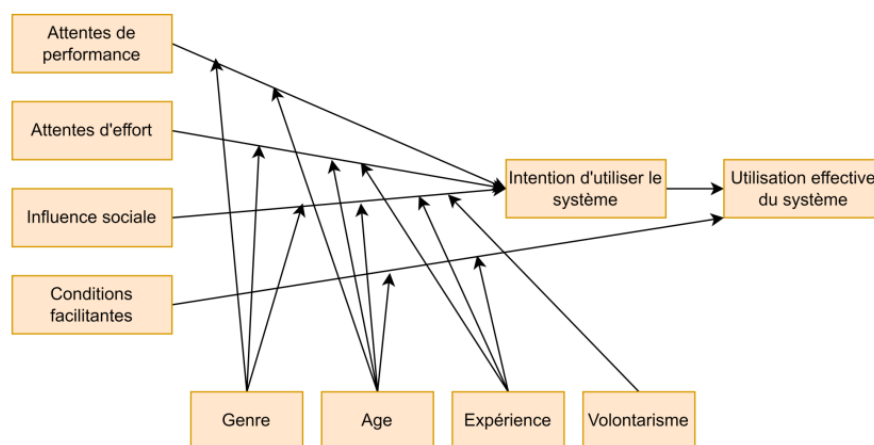 Attentes de
performance
Attentes d'effort
Influence sociale
Conditions
facilitantes
Intention d'utiliser le
système
Utilisation effective
du système
Genre
Age
Expérience
Volontarisme